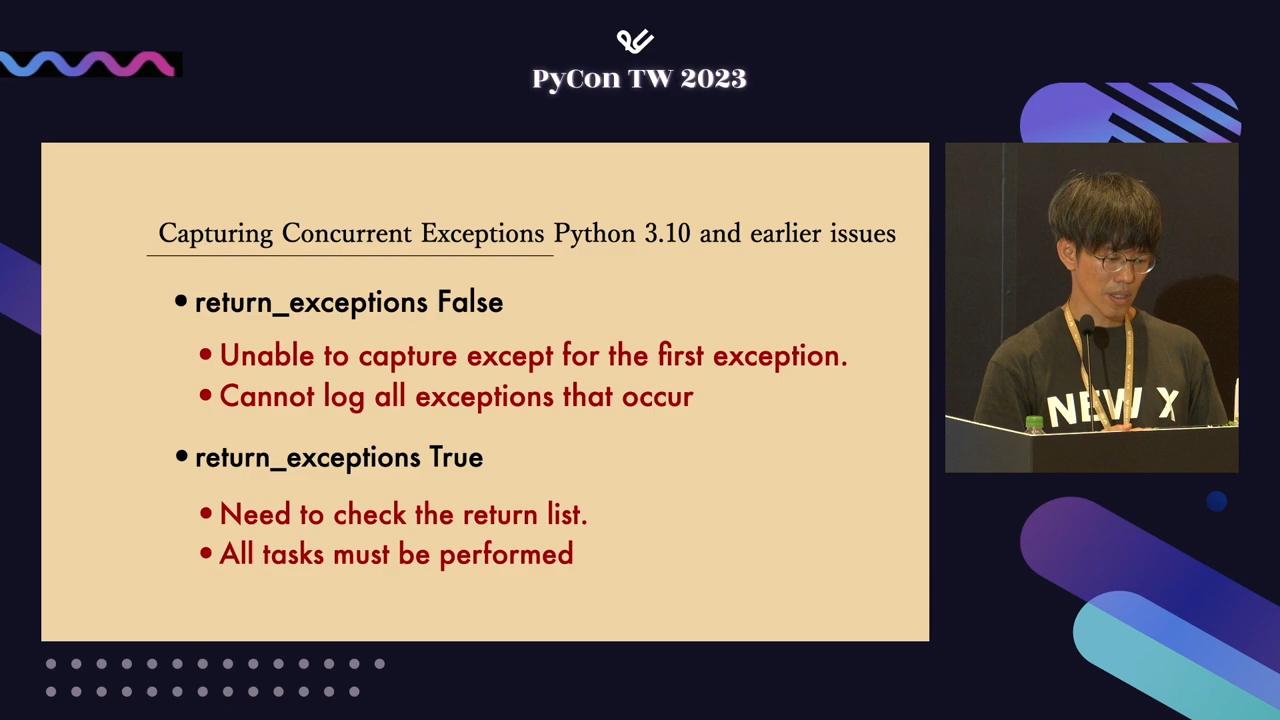 PyCon TW 2023
Capturing Concurrent Exceptions Python 3.10 and earlier issues
• return_exceptions False
• Unable to capture except for the first exception.
• Cannot log all exceptions that occur
• return_exceptions True
• Need to check the return list.
• All tasks must be performed
NEW X